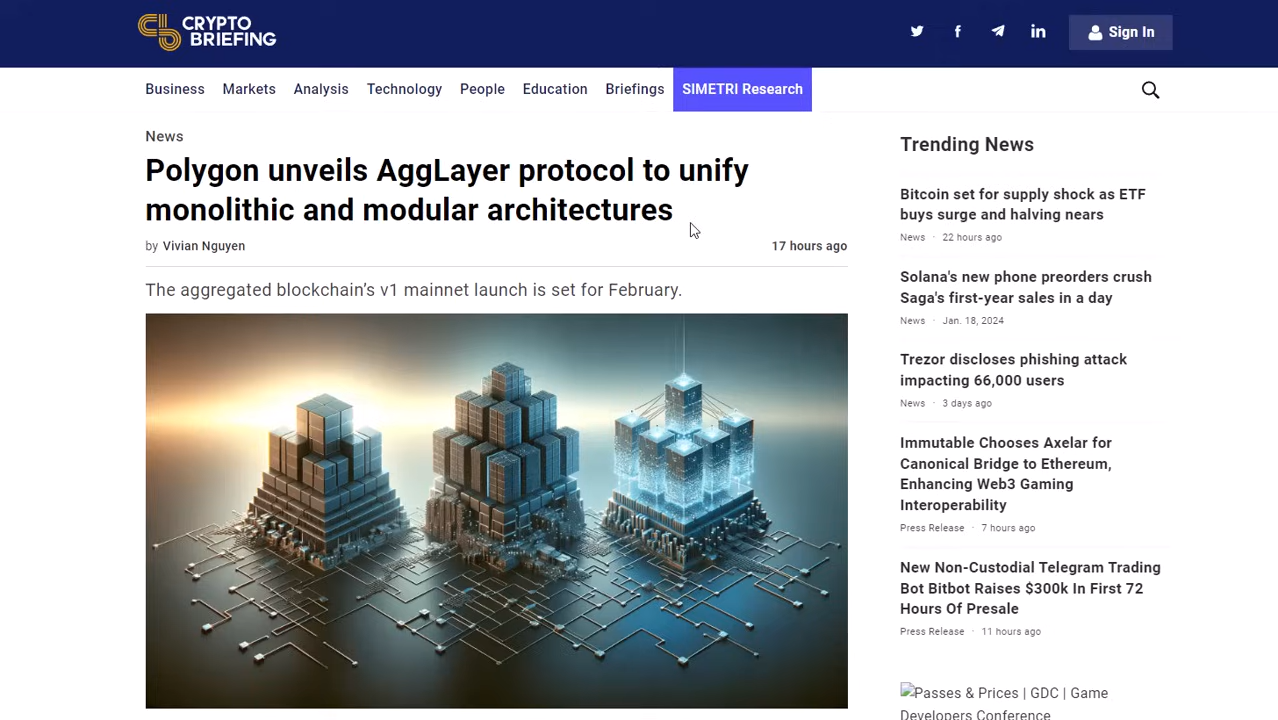 CRYPTO
BRIEFING
Sign In
Business Markets Analysis Technology People Education Briefings SIMETRI Research
News
Polygon unveils AggLayer protocol to unify
monolithic and modular architectures
by Vivian Nguyen
17 hours ago
The aggregated blockchain’s v1 mainnet launch is set for February.
Trending News
Bitcoin set for supply shock as ETF
buys surge and halving nears
News · 22 hours ago
Solana's new phone preorders crush
Saga's first-year sales in a day
News · Jan. 18, 2024
Trezor discloses phishing attack
impacting 66,000 users
News · 3 days ago
Immutable Chooses Axelar for
Canonical Bridge to Ethereum,
Enhancing Web3 Gaming
Interoperability
Press Release · 7 hours ago
New Non-Custodial Telegram Trading
Bot Bitbot Raises $300k In First 72
Hours Of Presale
Press Release · 11 hours ago
Passes & Prices | GDC | Game
Developers Conference